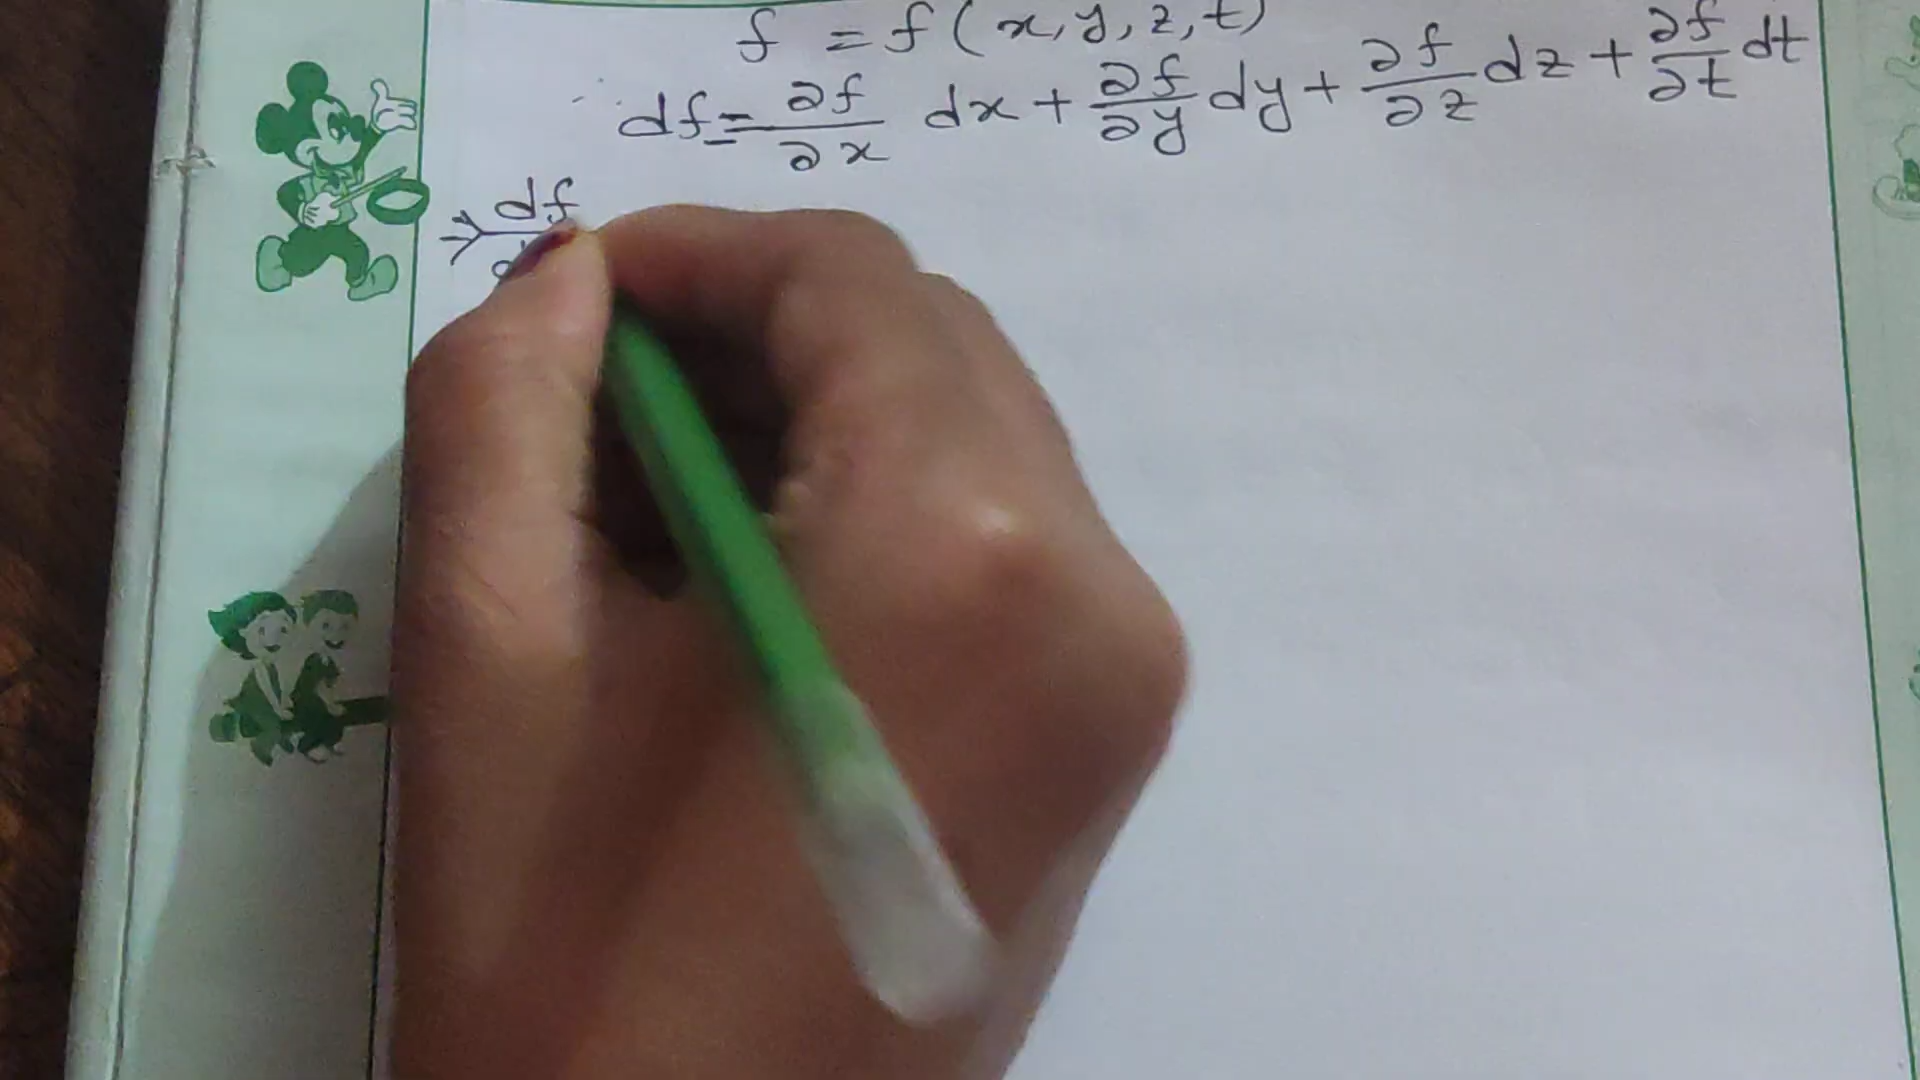 f = f(x, y, z, t)
df = ∂f/∂x dx + ∂f/∂y dy + ∂f/∂z dz + ∂f/∂t dt
df